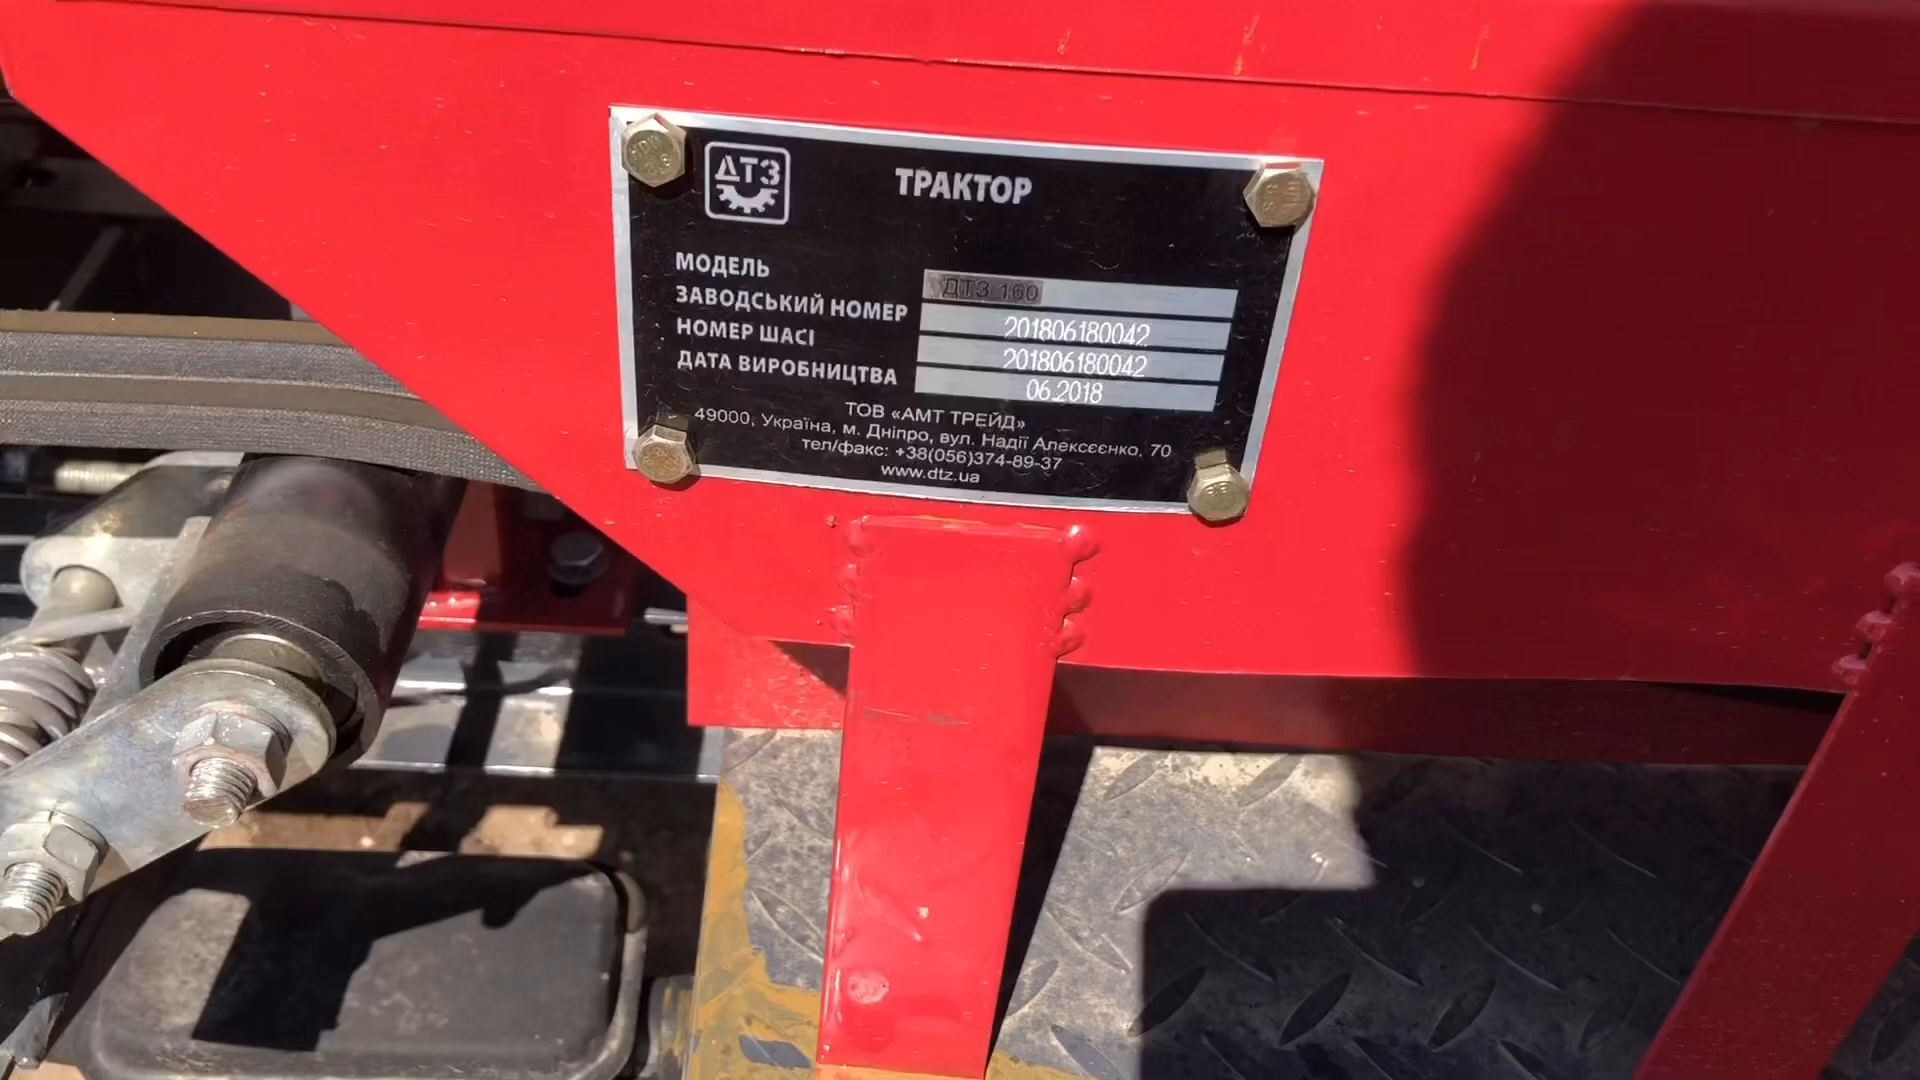 ДТЗ
ТРАКТОР
МОДЕЛЬ ДТЗ 160
ЗАВОДСЬКИЙ НОМЕР 201806180042
НОМЕР ШАСІ 201806180042
ДАТА ВИРОБНИЦТВА 06.2018
ТОВ «АМТ ТРЕЙД»
49000, Україна, м. Дніпро, вул. Надії Алексєєнко, 70
тел/факс: +38(056)374-89-37
www.dtz.ua